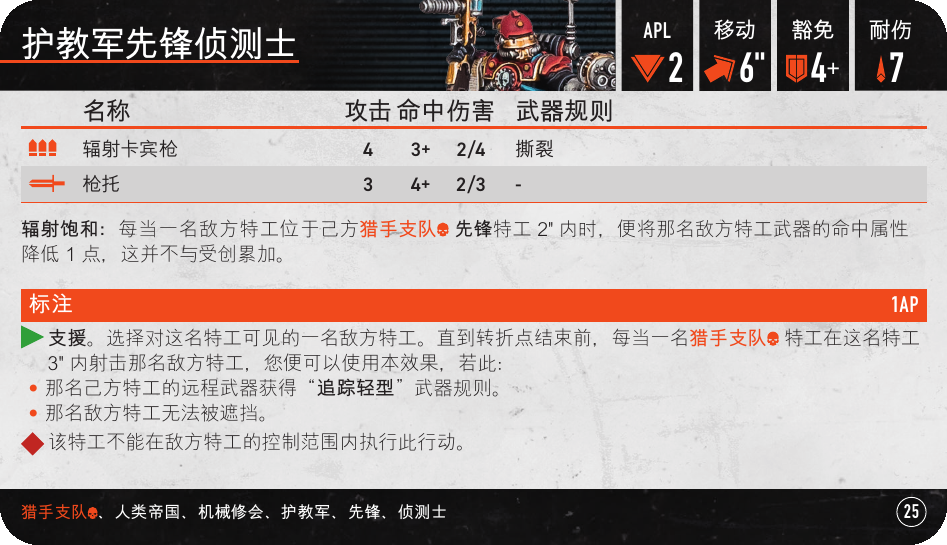 护教军先锋侦测士
APL 移动 豁免 耐伤
2 6" 4+ 7
名称 攻击 命中 伤害 武器规则
辐射卡宾枪 4 3+ 2/4 撕裂
枪托 3 4+ 2/3 -
辐射饱和：每当一名敌方特工位于己方猎手支队 先锋特工 2" 内时，便将那名敌方特工武器的命中属性
降低 1 点，这并不与受创累加。
标注 1AP
支援。选择对这名特工可见的一名敌方特工。直到转折点结束前，每当一名猎手支队 特工在这名特工
3" 内射击那名敌方特工，您便可以使用本效果，若此：
• 那名己方特工的远程武器获得“追踪轻型”武器规则。
• 那名敌方特工无法被遮挡。
该特工不能在敌方特工的控制范围内执行此行动。
猎手支队、人类帝国、机械修会、护教军、先锋、侦测士
25